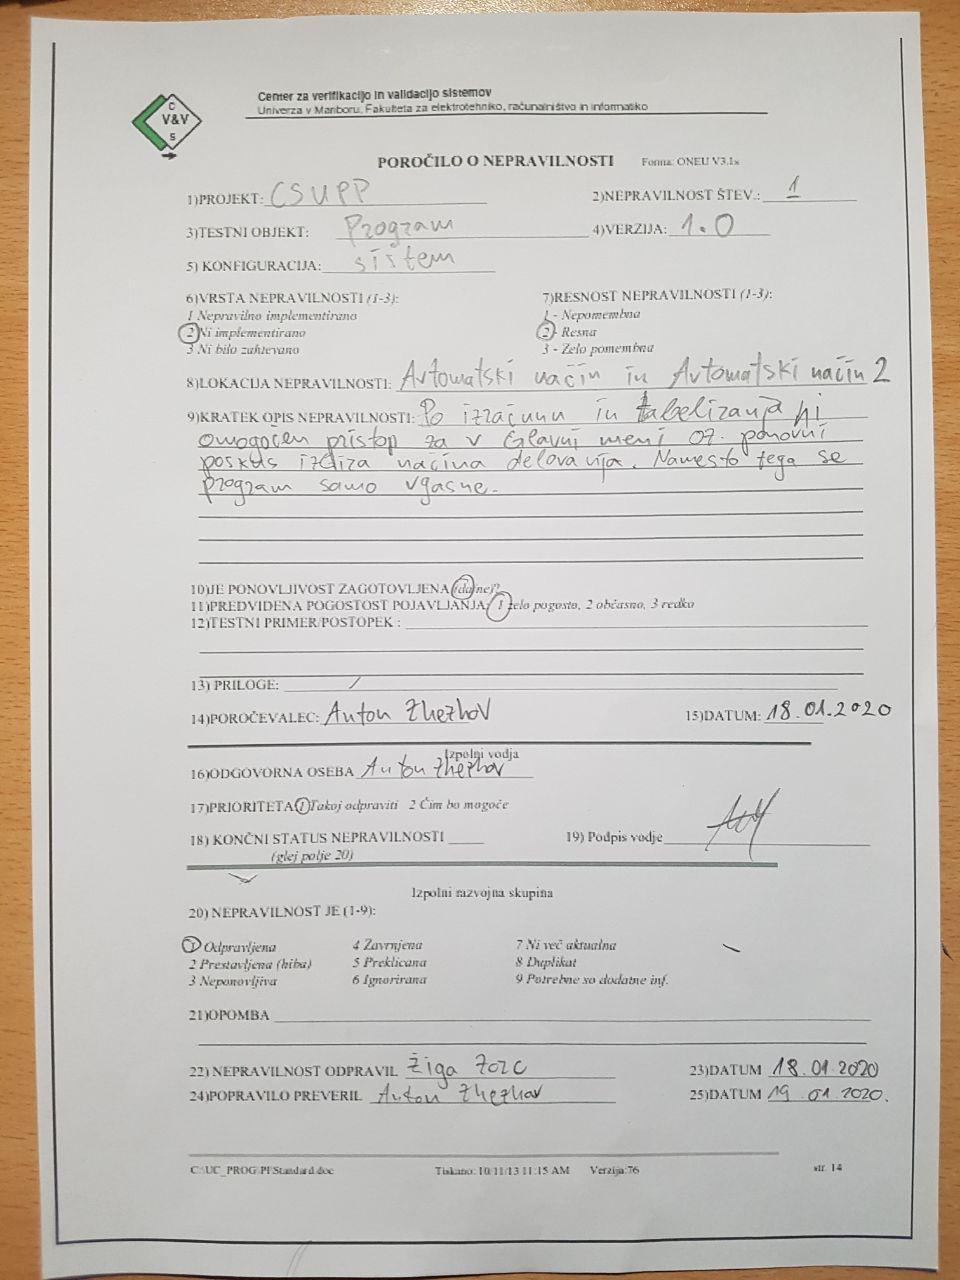 C
V&V
S
Center za verifikacijo in validacijo sistemov
Univerza v Mariboru, Fakulteta za elektrotehniko, računalništvo in informatiko
POROČILO O NEPRAVILNOSTI Forma: ONEU V3.1x
1)PROJEKT: CSUPP 2)NEPRAVILNOST ŠTEV.: 1
3)TESTNI OBJEKT: Program 4)VERZIJA: 1.0
5) KONFIGURACIJA: sistem
6)VRSTA NEPRAVILNOSTI (1-3): 7)RESNOST NEPRAVILNOSTI (1-3):
1 Nepravilno implementirano 1 - Nepomembna
2 Ni implementirano 2 - Resna
3 Ni bilo zahtevano 3 - Zelo pomembna
8)LOKACIJA NEPRAVILNOSTI: Avtomatski način in Avtomatski način 2
9)KRATEK OPIS NEPRAVILNOSTI: Po izračunu in tabeliranja ni
omogočen pristop za v Glavni meni oz. ponovni
poskus izbira načina delovanja. Namesto tega se
program samo vgasne.
10)JE PONOVLJIVOST ZAGOTOVLJENA (da/ne)?
11)PREDVIDENA POGOSTOST POJAVLJANJA: 1 zelo pogosto, 2 občasno, 3 redko
12)TESTNI PRIMER/POSTOPEK :
13) PRILOGE: /
14)POROČEVALEC: Anton Zhezhov 15)DATUM: 18.01.2020
Izpolni vodja
16)ODGOVORNA OSEBA Anton Zhezhov
17)PRIORITETA 1 Takoj odpraviti 2 Čim bo mogoče
18) KONČNI STATUS NEPRAVILNOSTI 19) Podpis vodje
(glej polje 20)
Izpolni razvojna skupina
20) NEPRAVILNOST JE (1-9):
1 Odpravljena 4 Zavrnjena 7 Ni več aktualna
2 Prestavljena (hiba) 5 Preklicana 8 Duplikat
3 Neponovljiva 6 Ignorirana 9 Potrebne so dodatne inf.
21)OPOMBA
22) NEPRAVILNOST ODPRAVIL Žiga Zorc 23)DATUM 18.01.2020
24)POPRAVILO PREVERIL Anton Zhezhov 25)DATUM 19.01.2020.
C:\UC_PROG\PI\Standard.doc Tiskano: 10/11/13 11:15 AM Verzija:76 str. 14